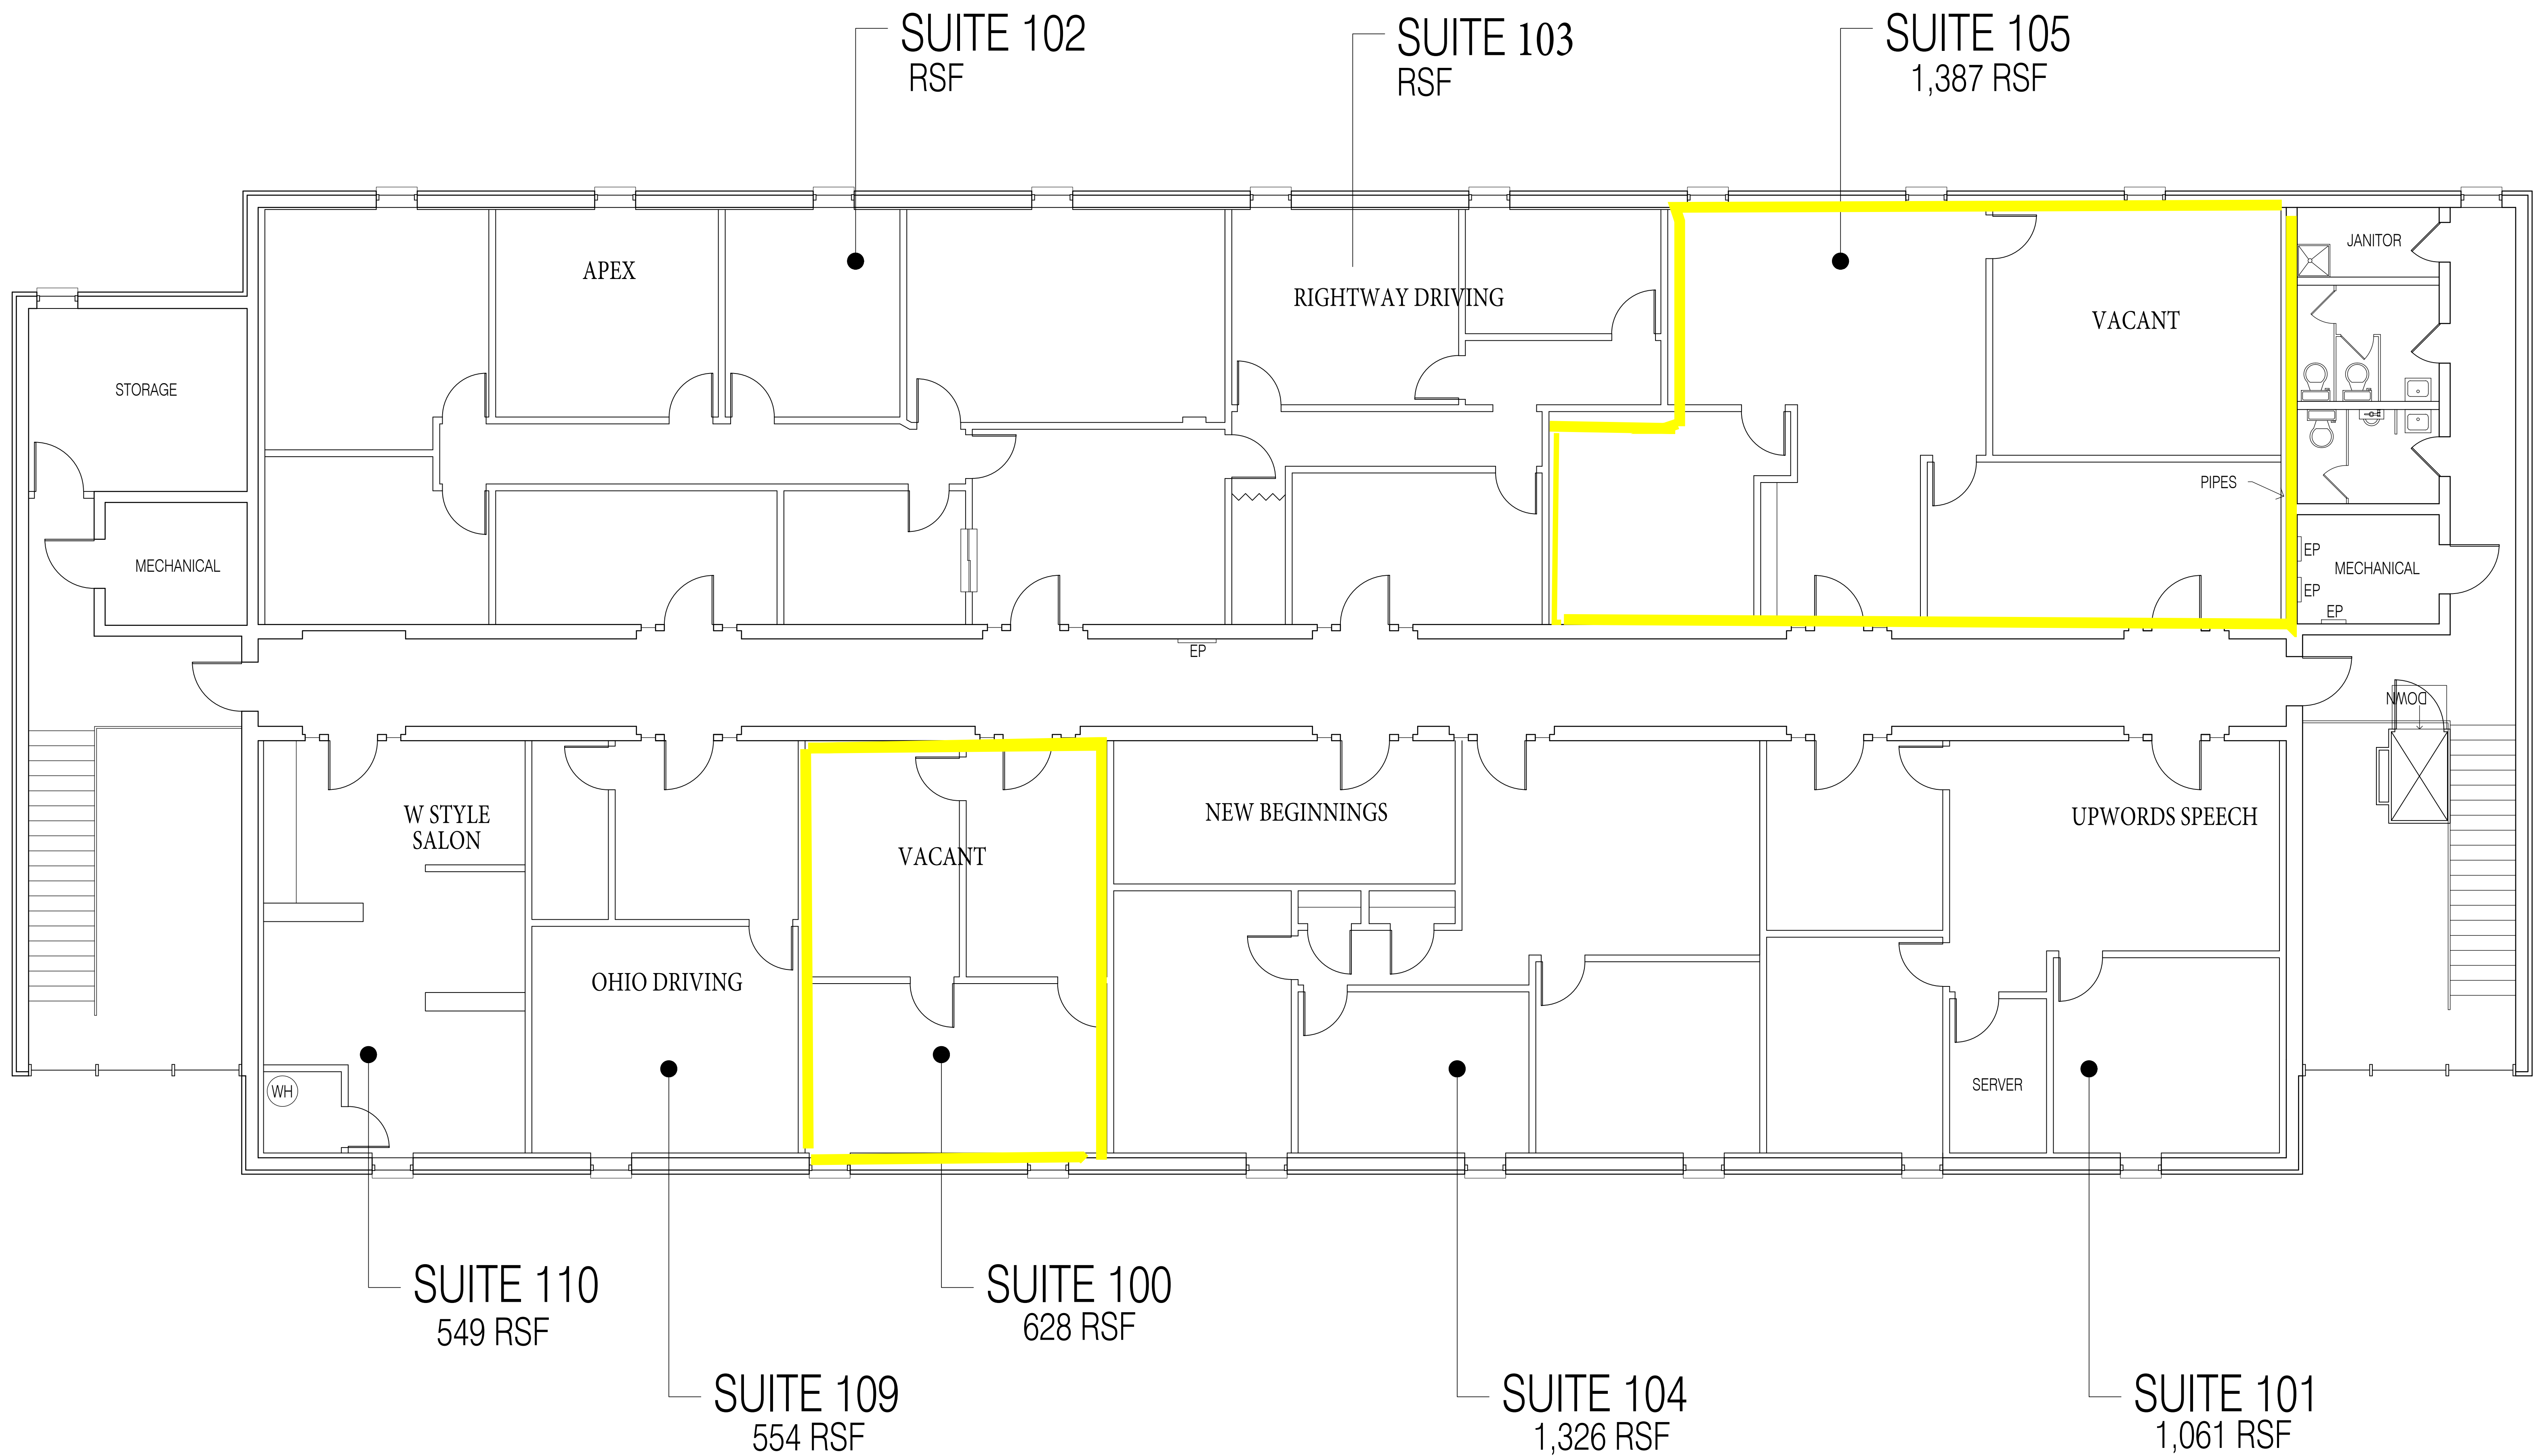 SUITE 102
RSF
SUITE 103
RSF
SUITE 105
1,387 RSF
APEX
RIGHTWAY DRIVING
VACANT
JANITOR
STORAGE
PIPES
MECHANICAL
EP
EP
MECHANICAL
EP
EP
DOWN
W STYLE
SALON
NEW BEGINNINGS
UPWORDS SPEECH
VACANT
OHIO DRIVING
WH
SERVER
SUITE 110
549 RSF
SUITE 100
628 RSF
SUITE 109
554 RSF
SUITE 104
1,326 RSF
SUITE 101
1,061 RSF